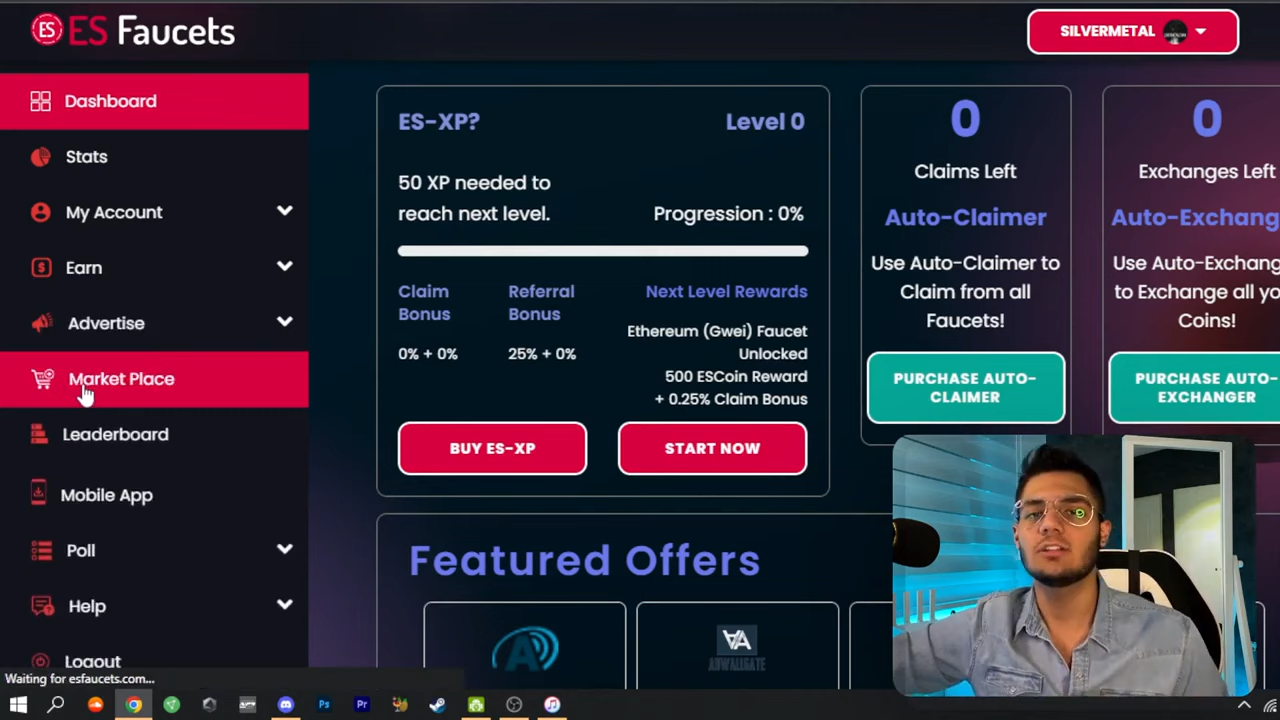 ES ES Faucets
SILVERMETAL
Dashboard
Stats
My Account
Earn
Advertise
Market Place
Leaderboard
Mobile App
Poll
Help
Logout
Waiting for esfaucets.com...
ES-XP?
Level 0
50 XP needed to
reach next level.
Progression : 0%
Claim
Bonus
0% + 0%
Referral
Bonus
25% + 0%
Next Level Rewards
Ethereum (Gwei) Faucet
Unlocked
500 ESCoin Reward
+ 0.25% Claim Bonus
BUY ES-XP
START NOW
0
Claims Left
Auto-Claimer
Use Auto-Claimer to
Claim from all
Faucets!
PURCHASE AUTO-
CLAIMER
0
Exchanges Left
Auto-Exchang
Use Auto-Exchang
to Exchange all yo
Coins!
PURCHASE AUTO-
EXCHANGER
Featured Offers
Pr